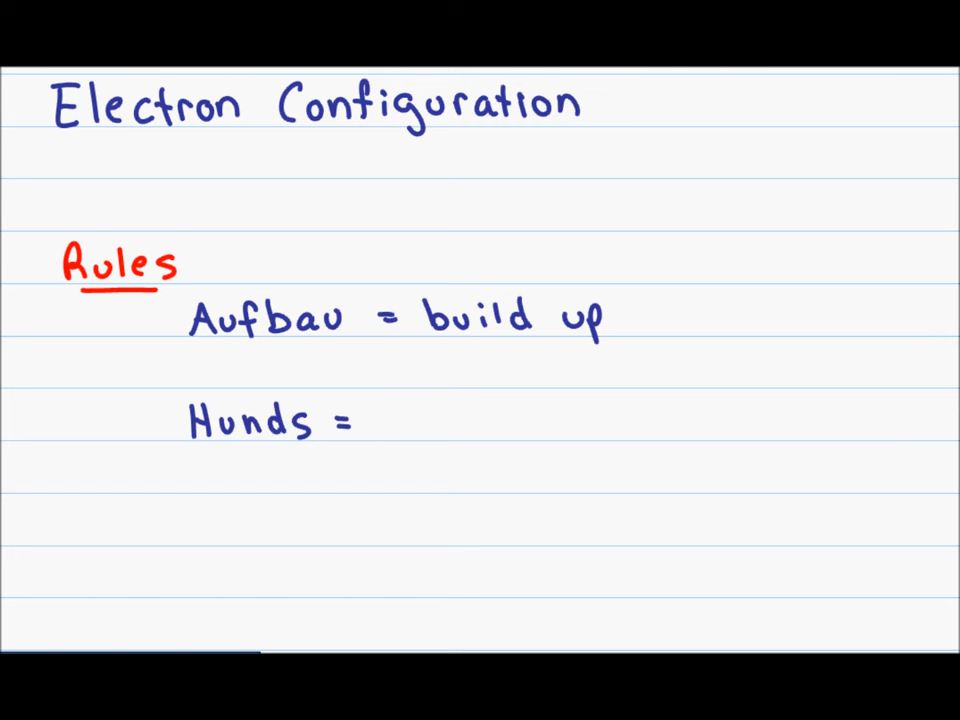 Electron Configuration
Rules
Aufbau = build up
Hunds =